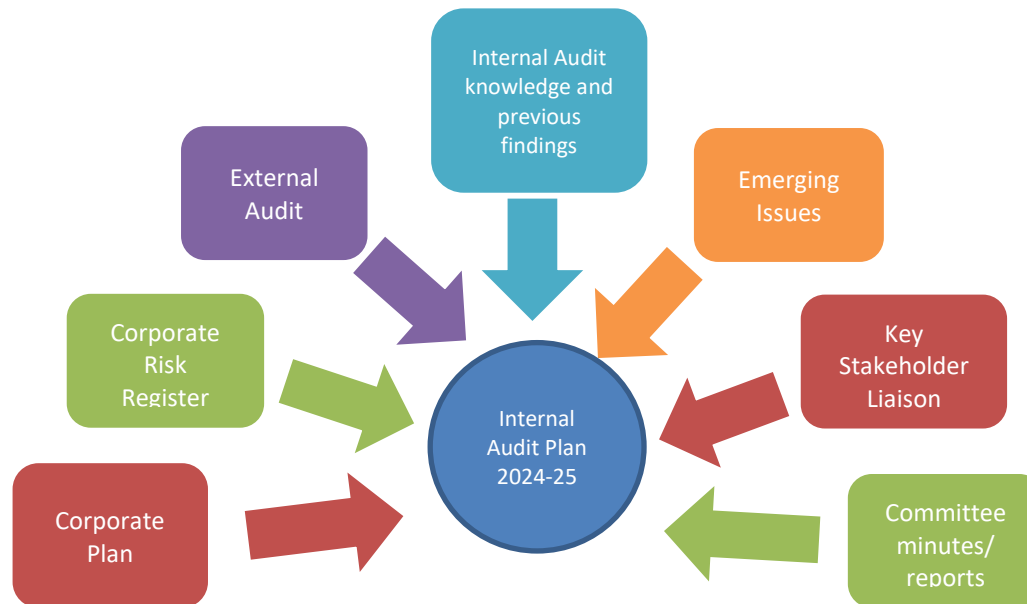 Internal Audit
knowledge and
previous
findings
External
Audit
Emerging
Issues
Corporate
Risk
Register
Key
Stakeholder
Liaison
Internal
Audit Plan
2024-25
Corporate
Plan
Committee
minutes/
reports